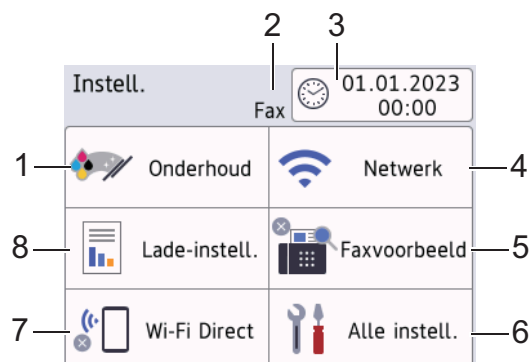 2 3
Instell.
Fax
01.01.2023
00:00
1 Onderhoud Netwerk 4
8 Lade-instell. Faxvoorbeeld 5
7 Wi-Fi Direct Alle instell. 6